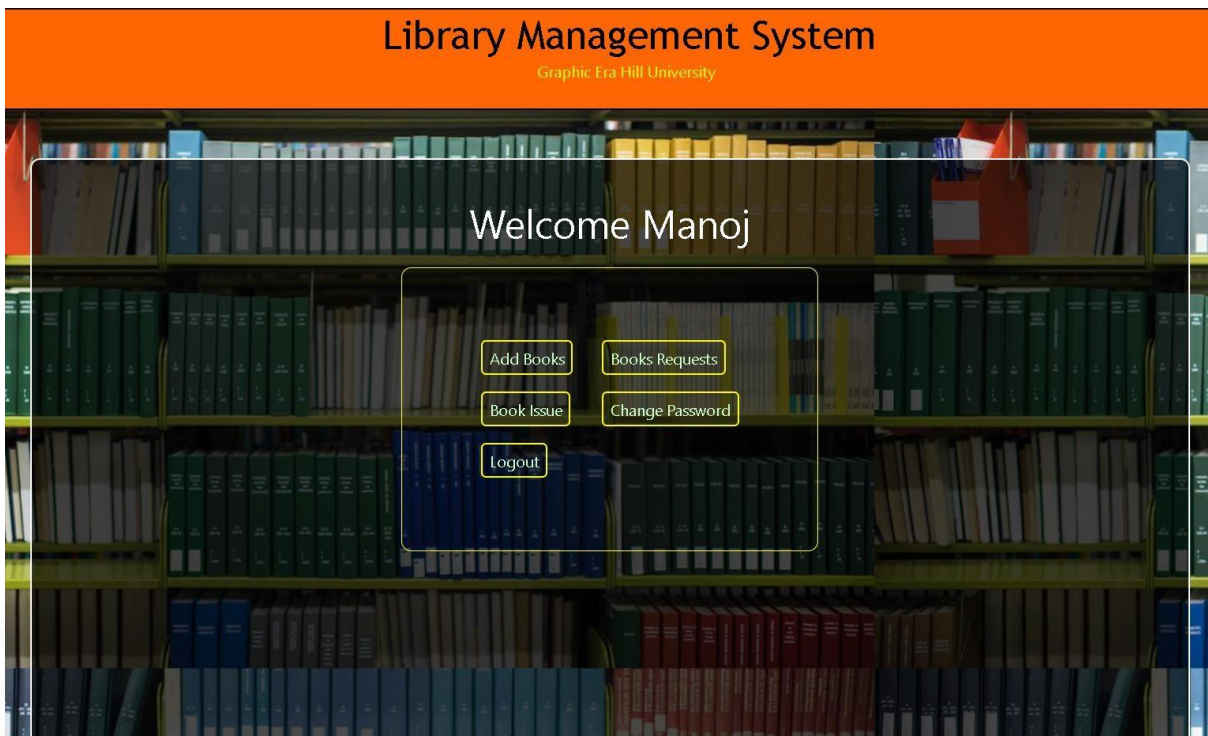 Library Management System
Graphic Era Hill University
Welcome Manoj
Add Books Books Requests
Book Issue Change Password
Logout